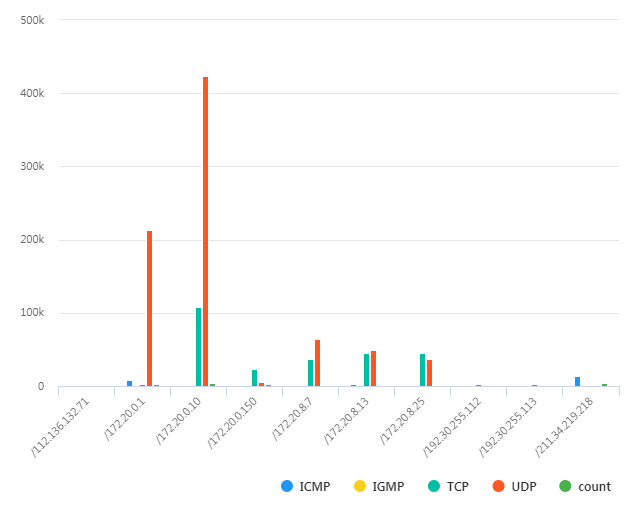 500k
400k
300k
200k
100k
0
/112.136.132.71
/172.20.0.1
/172.20.0.10
/172.20.0.150
/172.20.8.7
/172.20.8.13
/172.20.8.25
/192.30.255.112
/192.30.255.113
/211.34.219.218
ICMP IGMP TCP UDP count